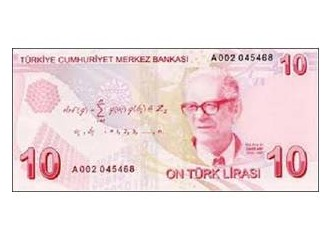 TÜRKİYE CUMHURİYET MERKEZ BANKASI
A002 045468
10
10
A002 045468
ON TÜRK LİRASI
10